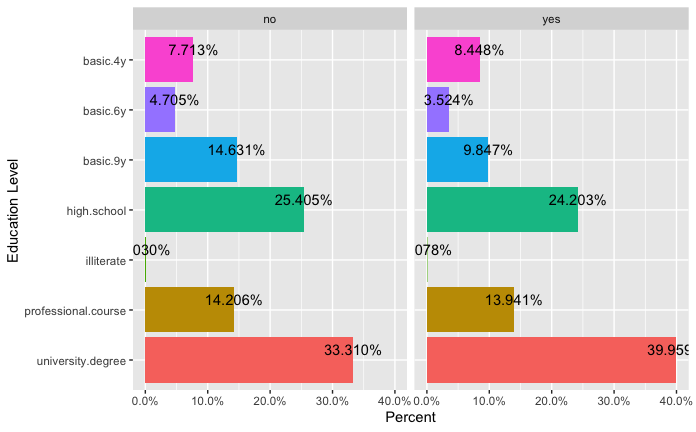 no
yes
Education Level
basic.4y
7.713%
8.448%
basic.6y
4.705%
3.524%
basic.9y
14.631%
9.847%
high.school
25.405%
24.203%
illiterate
030%
078%
professional.course
14.206%
13.941%
university.degree
33.310%
39.959
0.0%
10.0%
20.0%
30.0%
40.0%
0.0%
10.0%
20.0%
30.0%
40.0%
Percent